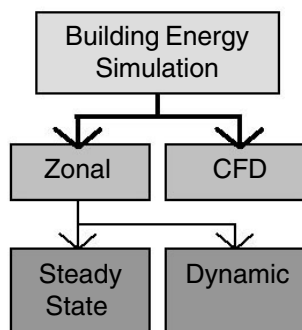 Building Energy
Simulation
Zonal
CFD
Steady
State
Dynamic